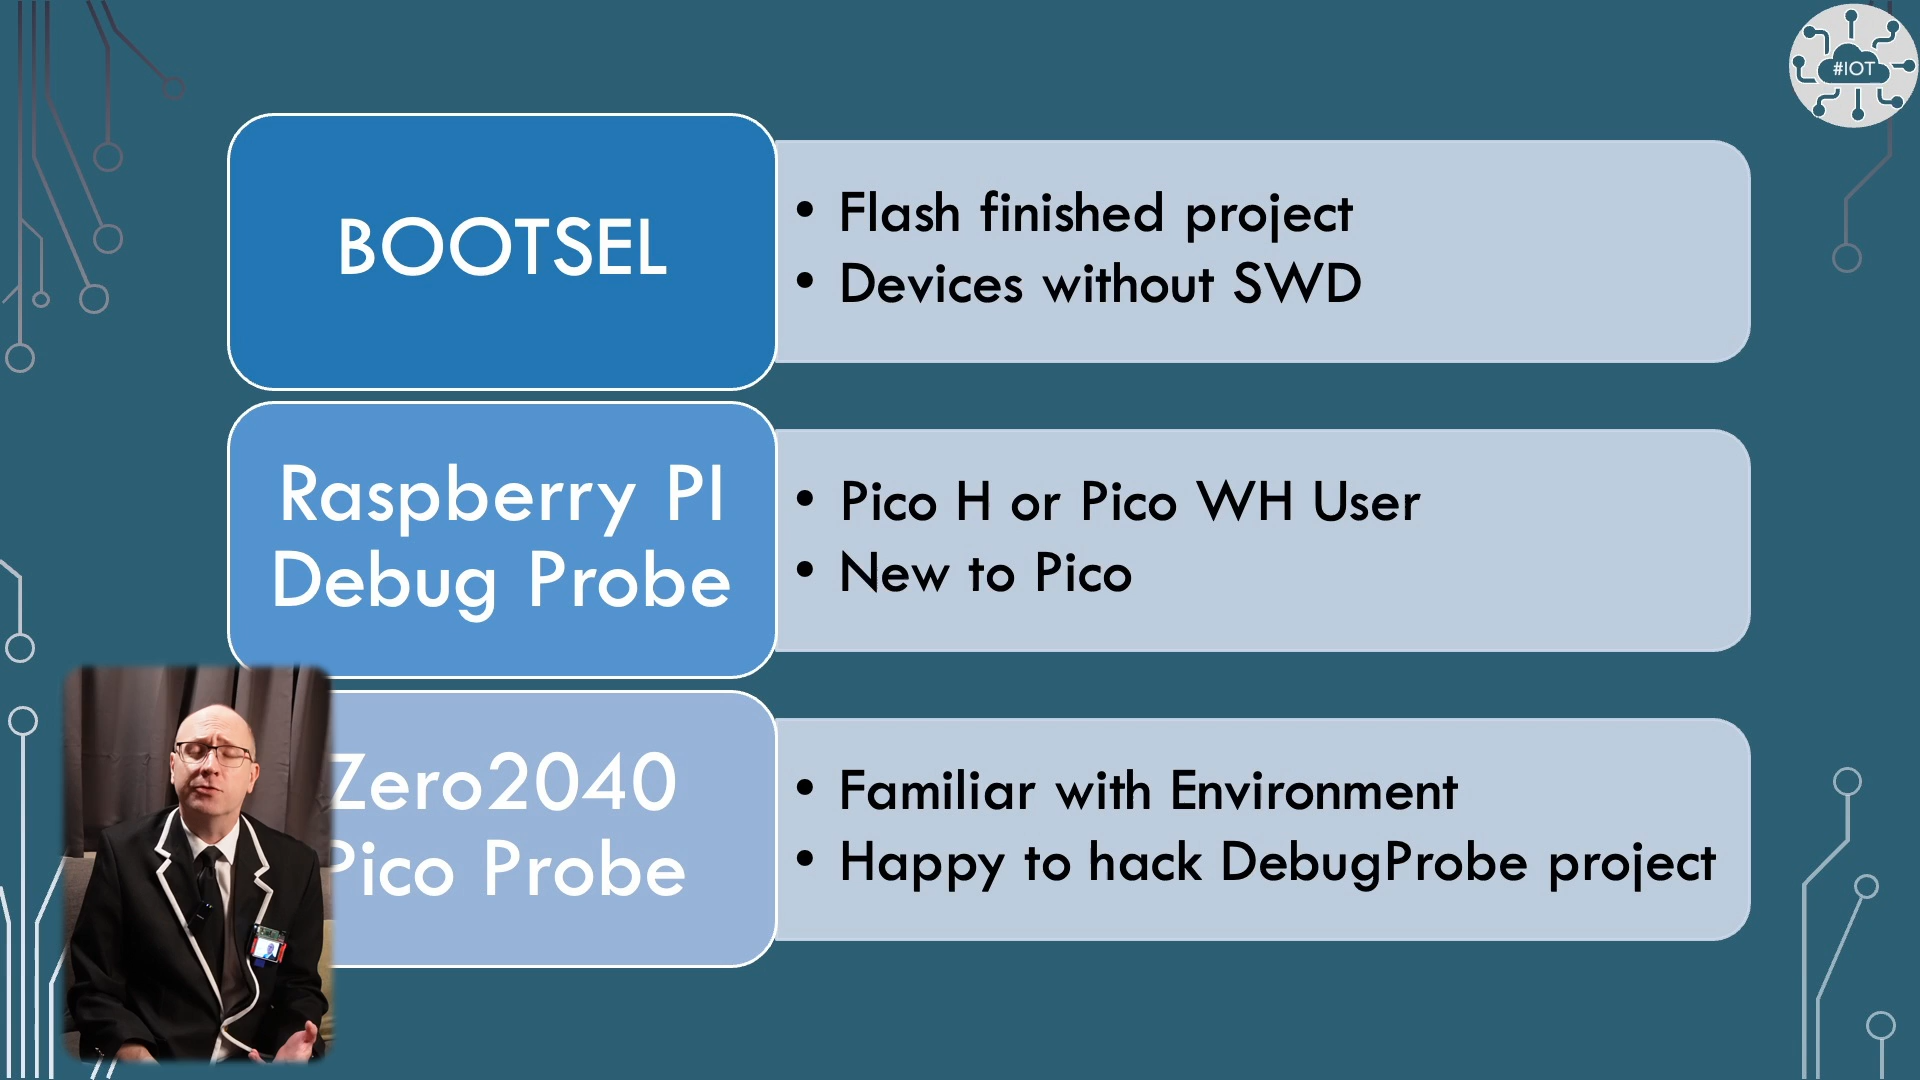 #IOT
BOOTSEL
• Flash finished project
• Devices without SWD
Raspberry PI
Debug Probe
• Pico H or Pico WH User
• New to Pico
Zero2040
Pico Probe
• Familiar with Environment
• Happy to hack DebugProbe project